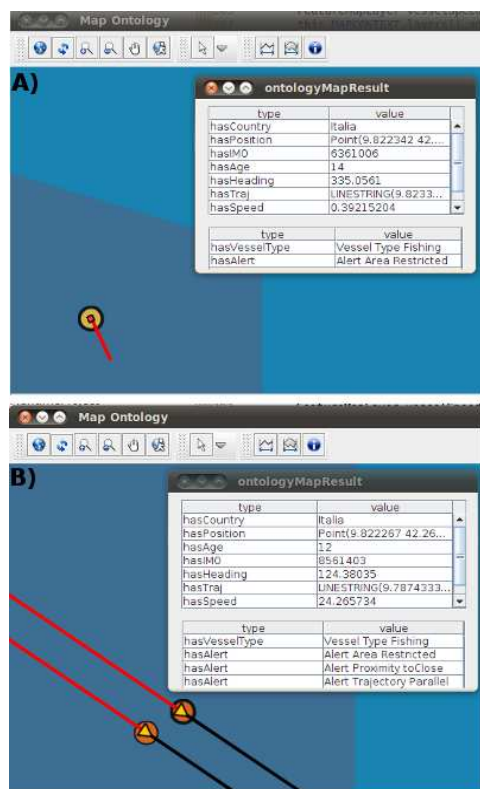 Map Ontology
A)
ontologyMapResult
type value
hasCountry Italia
hasPosition Point(9.822342 42....
hasIMO 6361006
hasAge 14
hasHeading 335.0561
hasTraj LINESTRING(9.8233...
hasSpeed 0.39215204
type value
hasVesselType Vessel Type Fishing
hasAlert Alert Area Restricted
Map Ontology
B)
ontologyMapResult
type value
hasCountry Italia
hasPosition Point(9.822267 42.26...
hasAge 12
hasIMO 8561403
hasHeading 124.38035
hasTraj LINESTRING(9.7874333...
hasSpeed 24.265734
type value
hasVesselType Vessel Type Fishing
hasAlert Alert Area Restricted
hasAlert Alert Proximity toClose
hasAlert Alert Trajectory Parallel